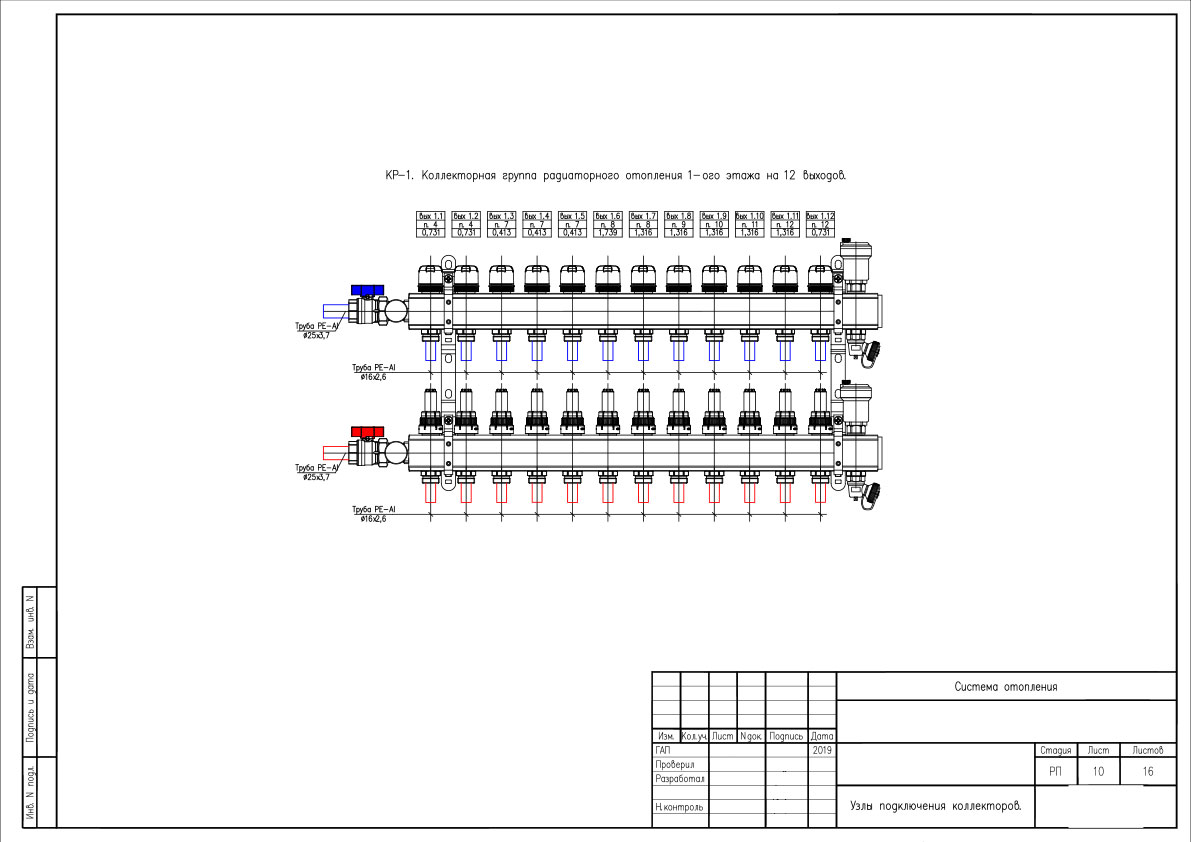 КР-1. Коллекторная группа радиаторного отопления 1-ого этажа на 12 выходов.
вых 1.1 вых 1.2 вых 1.3 вых 1.4 вых 1.5 вых 1.6 вых 1.7 вых 1.8 вых 1.9 вых 1.10 вых 1.11 вых 1.12
п. 4 п. 4 п. 7 п. 7 п. 7 п. 8 п. 8 п. 9 п. 10 п. 11 п. 12 п. 12
0,731 0,731 0,413 0,413 0,413 1,739 1,316 1,316 1,316 1,316 1,316 0,731
Труба PE-Al
Ø25х3,7
Труба PE-Al
Ø16х2,6
Труба PE-Al
Ø25х3,7
Труба PE-Al
Ø16х2,6
Взам. инв. N
Подпись и дата
Инв. N подл.
Система отопления
Изм. Кол.уч. Лист Nдок. Подпись Дата
ГАП 2019
Проверил
Разработал
Н.контроль
Стадия Лист Листов
РП 10 16
Узлы подключения коллекторов.